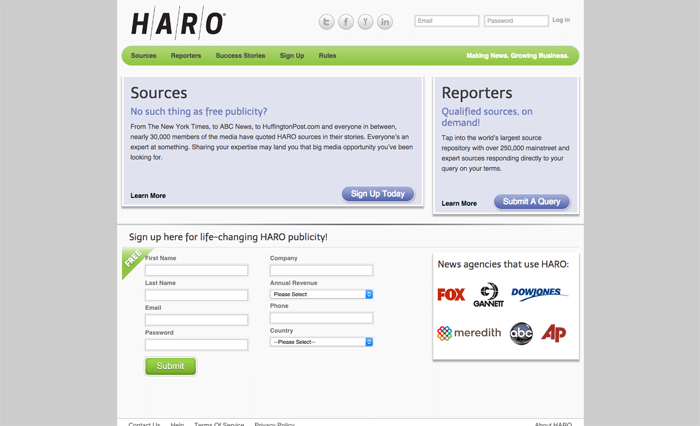 H/A/R/O
Email
Password
Log In
Sources
Reporters
Success Stories
Sign Up
Rules
Making News. Growing Business.
Sources
No such thing as free publicity?
From The New York Times, to ABC News, to HuffingtonPost.com and everyone in between,
nearly 30,000 members of the media have quoted HARO sources in their stories. Everyone's an
expert at something. Sharing your expertise may land you that big media opportunity you've been
looking for.
Learn More
Sign Up Today
Reporters
Qualified sources, on
demand!
Tap into the world's largest source
repository with over 250,000 mainstreet and
expert sources responding directly to
your query on your terms.
Learn More
Submit A Query
Sign up here for life-changing HARO publicity!
FREE
First Name
Last Name
Email
Password
Submit
Company
Annual Revenue
Please Select
Phone
Country
--Please Select--
News agencies that use HARO:
FOX
GANNETT
DOWJONES
meredith
abc
AP
Contact Us
Help
Terms Of Service
Privacy Policy
About HARO